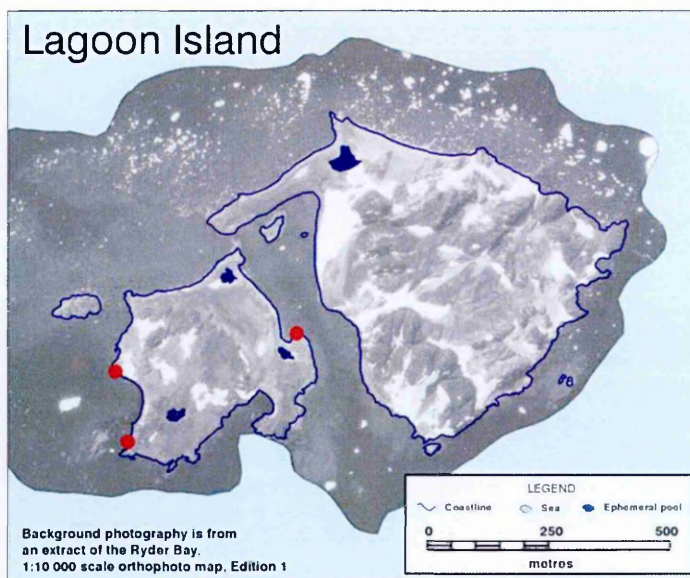 Lagoon Island
LEGEND
Coastline Sea Ephemeral pool
0 250 500
metres
Background photography is from
an extract of the Ryder Bay.
1:10 000 scale orthophoto map, Edition 1